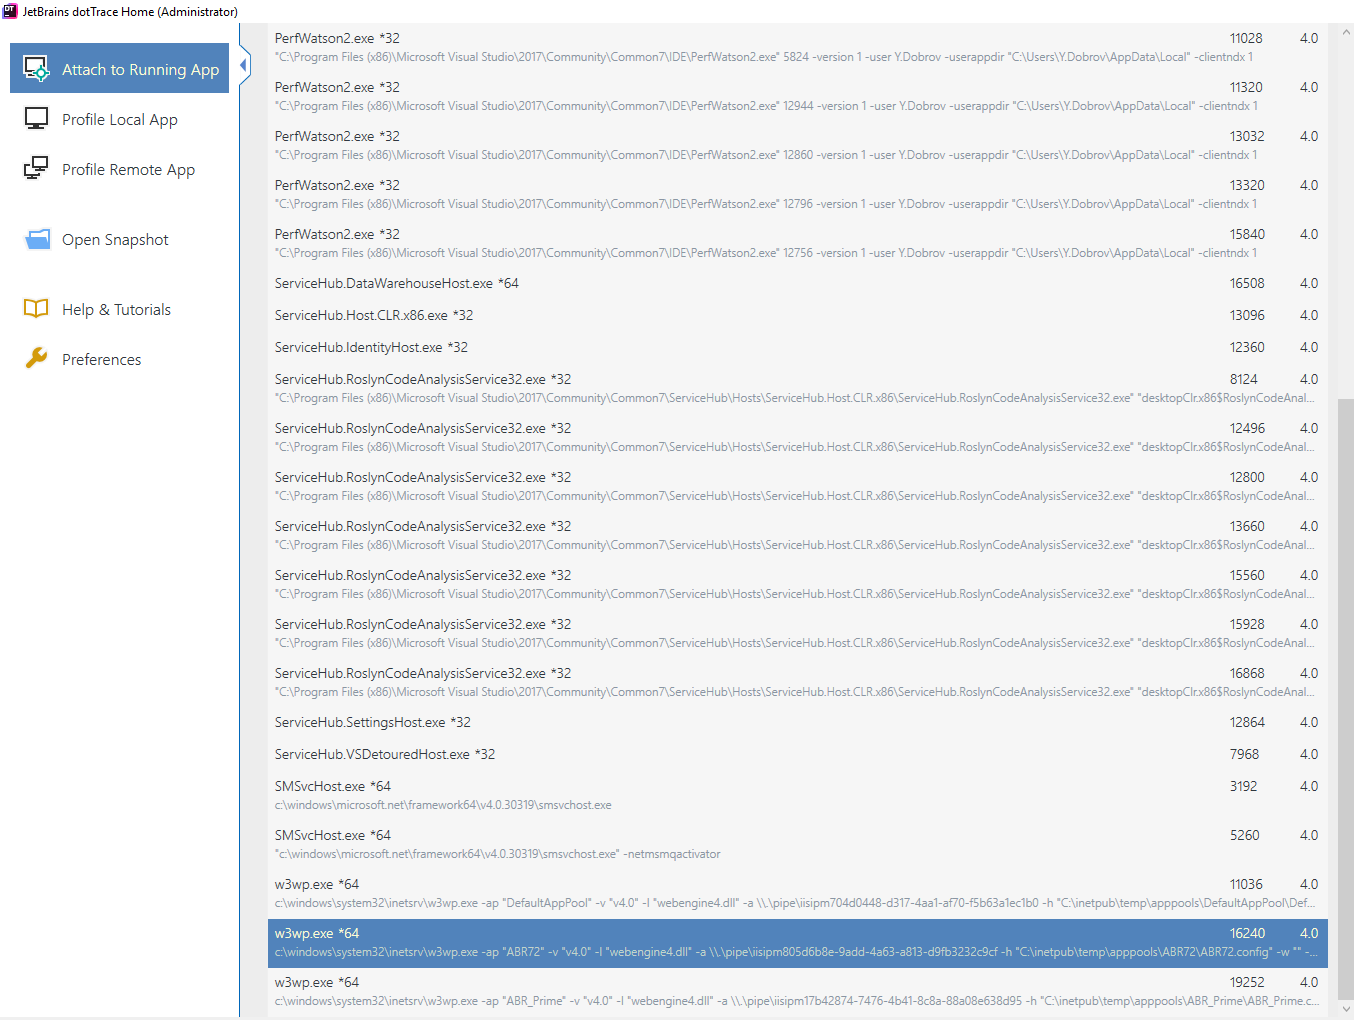 JetBrains dotTrace Home (Administrator)
Attach to Running App
Profile Local App
Profile Remote App
Open Snapshot
Help & Tutorials
Preferences
PerfWatson2.exe *32 11028 4.0
"C:\Program Files (x86)\Microsoft Visual Studio\2017\Community\Common7\IDE\PerfWatson2.exe" 5824 -version 1 -user Y.Dobrov -userappdir "C:\Users\Y.Dobrov\AppData\Local" -clientndx 1
PerfWatson2.exe *32 11320 4.0
"C:\Program Files (x86)\Microsoft Visual Studio\2017\Community\Common7\IDE\PerfWatson2.exe" 12944 -version 1 -user Y.Dobrov -userappdir "C:\Users\Y.Dobrov\AppData\Local" -clientndx 1
PerfWatson2.exe *32 13032 4.0
"C:\Program Files (x86)\Microsoft Visual Studio\2017\Community\Common7\IDE\PerfWatson2.exe" 12860 -version 1 -user Y.Dobrov -userappdir "C:\Users\Y.Dobrov\AppData\Local" -clientndx 1
PerfWatson2.exe *32 13320 4.0
"C:\Program Files (x86)\Microsoft Visual Studio\2017\Community\Common7\IDE\PerfWatson2.exe" 12796 -version 1 -user Y.Dobrov -userappdir "C:\Users\Y.Dobrov\AppData\Local" -clientndx 1
PerfWatson2.exe *32 15840 4.0
"C:\Program Files (x86)\Microsoft Visual Studio\2017\Community\Common7\IDE\PerfWatson2.exe" 12756 -version 1 -user Y.Dobrov -userappdir "C:\Users\Y.Dobrov\AppData\Local" -clientndx 1
ServiceHub.DataWarehouseHost.exe *64 16508 4.0
ServiceHub.Host.CLR.x86.exe *32 13096 4.0
ServiceHub.IdentityHost.exe *32 12360 4.0
ServiceHub.RoslynCodeAnalysisService32.exe *32 8124 4.0
"C:\Program Files (x86)\Microsoft Visual Studio\2017\Community\Common7\ServiceHub\Hosts\ServiceHub.Host.CLR.x86\ServiceHub.RoslynCodeAnalysisService32.exe" "desktopClr.x86$RoslynCodeAnal...
ServiceHub.RoslynCodeAnalysisService32.exe *32 12496 4.0
"C:\Program Files (x86)\Microsoft Visual Studio\2017\Community\Common7\ServiceHub\Hosts\ServiceHub.Host.CLR.x86\ServiceHub.RoslynCodeAnalysisService32.exe" "desktopClr.x86$RoslynCodeAnal...
ServiceHub.RoslynCodeAnalysisService32.exe *32 12800 4.0
"C:\Program Files (x86)\Microsoft Visual Studio\2017\Community\Common7\ServiceHub\Hosts\ServiceHub.Host.CLR.x86\ServiceHub.RoslynCodeAnalysisService32.exe" "desktopClr.x86$RoslynCodeAnal...
ServiceHub.RoslynCodeAnalysisService32.exe *32 13660 4.0
"C:\Program Files (x86)\Microsoft Visual Studio\2017\Community\Common7\ServiceHub\Hosts\ServiceHub.Host.CLR.x86\ServiceHub.RoslynCodeAnalysisService32.exe" "desktopClr.x86$RoslynCodeAnal...
ServiceHub.RoslynCodeAnalysisService32.exe *32 15560 4.0
"C:\Program Files (x86)\Microsoft Visual Studio\2017\Community\Common7\ServiceHub\Hosts\ServiceHub.Host.CLR.x86\ServiceHub.RoslynCodeAnalysisService32.exe" "desktopClr.x86$RoslynCodeAnal...
ServiceHub.RoslynCodeAnalysisService32.exe *32 15928 4.0
"C:\Program Files (x86)\Microsoft Visual Studio\2017\Community\Common7\ServiceHub\Hosts\ServiceHub.Host.CLR.x86\ServiceHub.RoslynCodeAnalysisService32.exe" "desktopClr.x86$RoslynCodeAnal...
ServiceHub.RoslynCodeAnalysisService32.exe *32 16868 4.0
"C:\Program Files (x86)\Microsoft Visual Studio\2017\Community\Common7\ServiceHub\Hosts\ServiceHub.Host.CLR.x86\ServiceHub.RoslynCodeAnalysisService32.exe" "desktopClr.x86$RoslynCodeAnal...
ServiceHub.SettingsHost.exe *32 12864 4.0
ServiceHub.VSDetouredHost.exe *32 7968 4.0
SMSvcHost.exe *64 3192 4.0
c:\windows\microsoft.net\framework64\v4.0.30319\smsvchost.exe
SMSvcHost.exe *64 5260 4.0
"c:\windows\microsoft.net\framework64\v4.0.30319\smsvchost.exe" -netmsmqactivator
w3wp.exe *64 11036 4.0
c:\windows\system32\inetsrv\w3wp.exe -ap "DefaultAppPool" -v "v4.0" -l "webengine4.dll" -a \\.\pipe\iisipm704d0448-d317-4aa1-af70-f5b63a1ec1b0 -h "C:\inetpub\temp\apppools\DefaultAppPool\Def...
w3wp.exe *64 16240 4.0
c:\windows\system32\inetsrv\w3wp.exe -ap "ABR72" -v "v4.0" -l "webengine4.dll" -a \\.\pipe\iisipm805d6b8e-9add-4a63-a813-d9fb3232c9cf -h "C:\inetpub\temp\apppools\ABR72\ABR72.config" -w "" -...
w3wp.exe *64 19252 4.0
c:\windows\system32\inetsrv\w3wp.exe -ap "ABR_Prime" -v "v4.0" -l "webengine4.dll" -a \\.\pipe\iisipm17b42874-7476-4b41-8c8a-88a08e638d95 -h "C:\inetpub\temp\apppools\ABR_Prime\ABR_Prime.c...